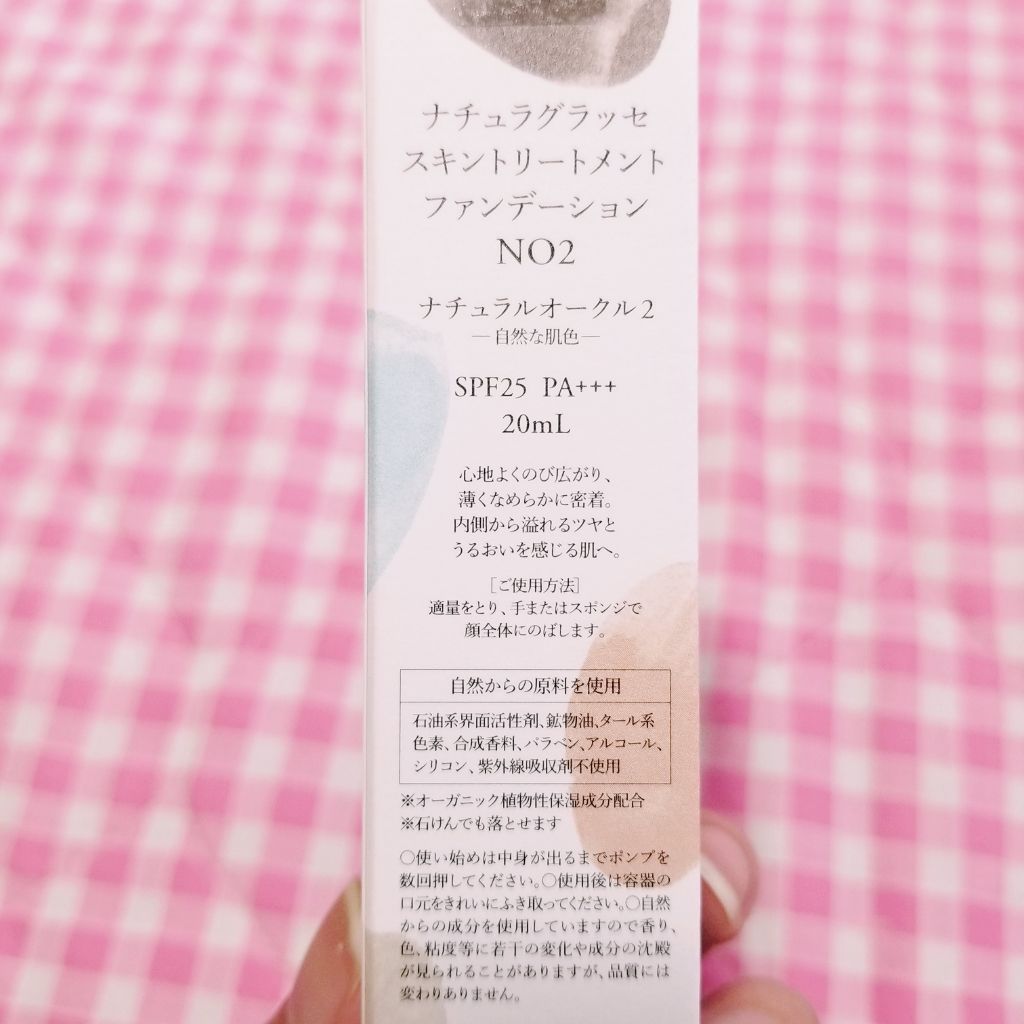 ナチュラグラッセ
スキントリートメント
ファンデーション
NO2
ナチュラルオークル2
―自然な肌色―
SPF25 PA+++
20mL
心地よくのび広がり、
薄くなめらかに密着。
内側から溢れるツヤと
うるおいを感じる肌へ。
[ご使用方法]
適量をとり、手またはスポンジで
顔全体にのばします。
自然からの原料を使用
石油系界面活性剤、鉱物油、タール系
色素、合成香料、パラベン、アルコール、
シリコン、紫外線吸収剤不使用
※オーガニック植物性保湿成分配合
※石けんでも落とせます
○使い始めは中身が出るまでポンプを
数回押してください。○使用後は容器の
口元をきれいにふき取ってください。○自然
からの成分を使用していますので香り、
色、粘度等に若干の変化や成分の沈殿
が見られることがありますが、品質には
変わりありません。